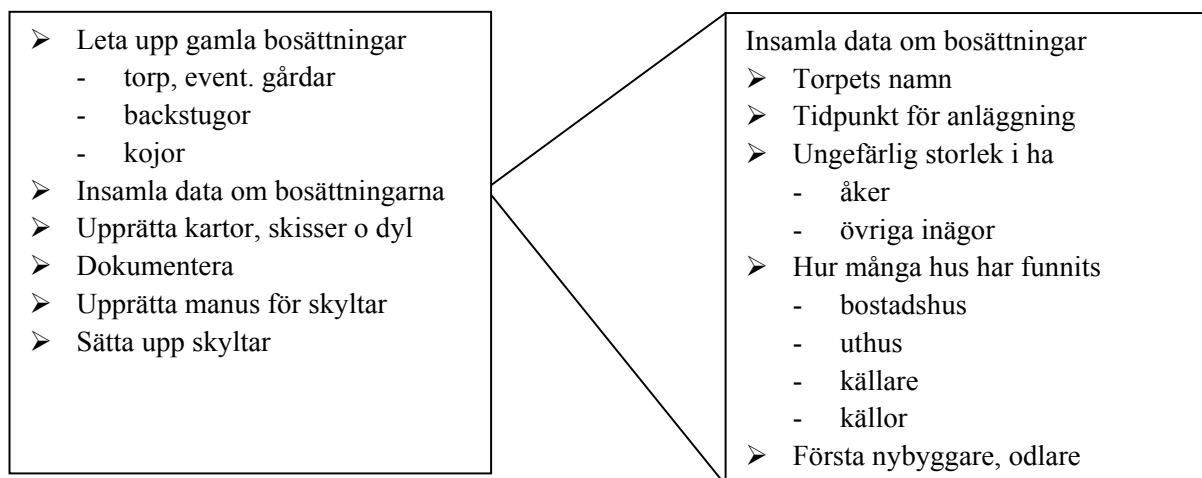 ➢ Leta upp gamla bosättningar
- torp, event. gårdar
- backstugor
- kojor
➢ Insamla data om bosättningarna
➢ Upprätta kartor, skisser o dyl
➢ Dokumentera
➢ Upprätta manus för skyltar
➢ Sätta upp skyltar
Insamla data om bosättningar
➢ Torpets namn
➢ Tidpunkt för anläggning
➢ Ungefärlig storlek i ha
- åker
- övriga inägor
➢ Hur många hus har funnits
- bostadshus
- uthus
- källare
- källor
➢ Första nybyggare, odlare